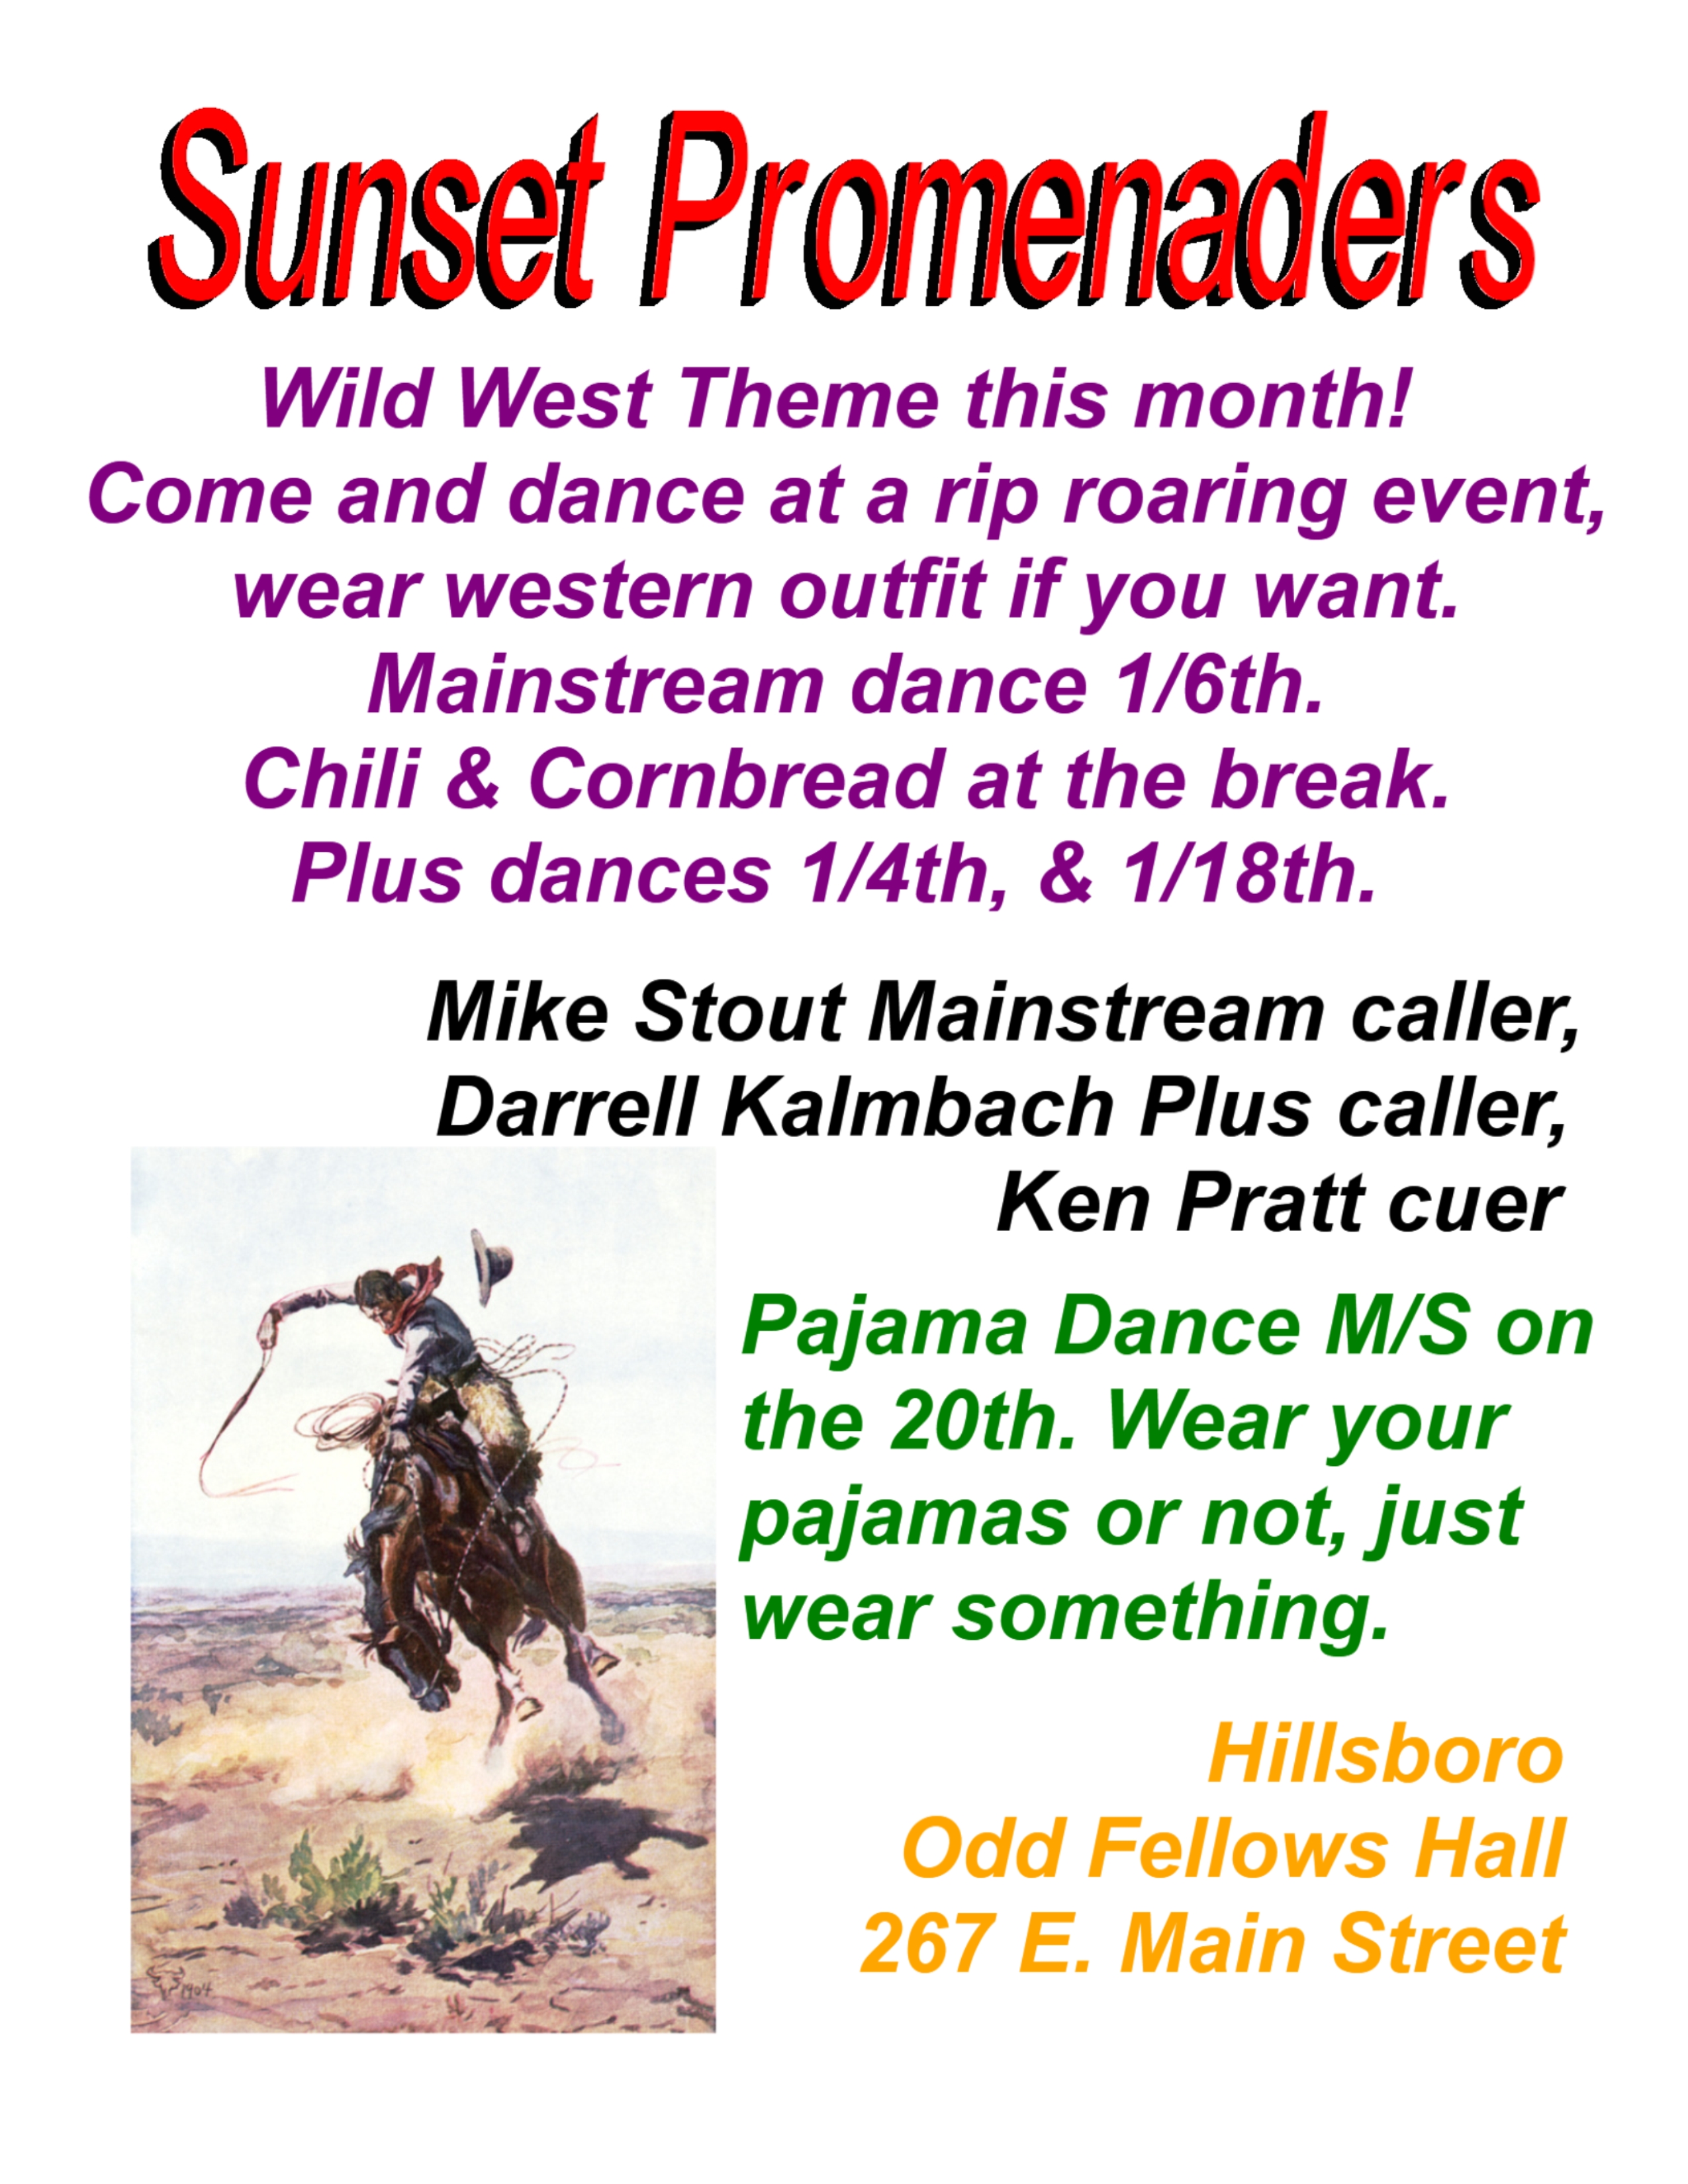 Sunset Promenaders
Wild West Theme this month!
Come and dance at a rip roaring event,
wear western outfit if you want.
Mainstream dance 1/6th.
Chili & Cornbread at the break.
Plus dances 1/4th, & 1/18th.
Mike Stout Mainstream caller,
Darrell Kalmbach Plus caller,
Ken Pratt cuer
Pajama Dance M/S on
the 20th. Wear your
pajamas or not, just
wear something.
Hillsboro
Odd Fellows Hall
267 E. Main Street
1904